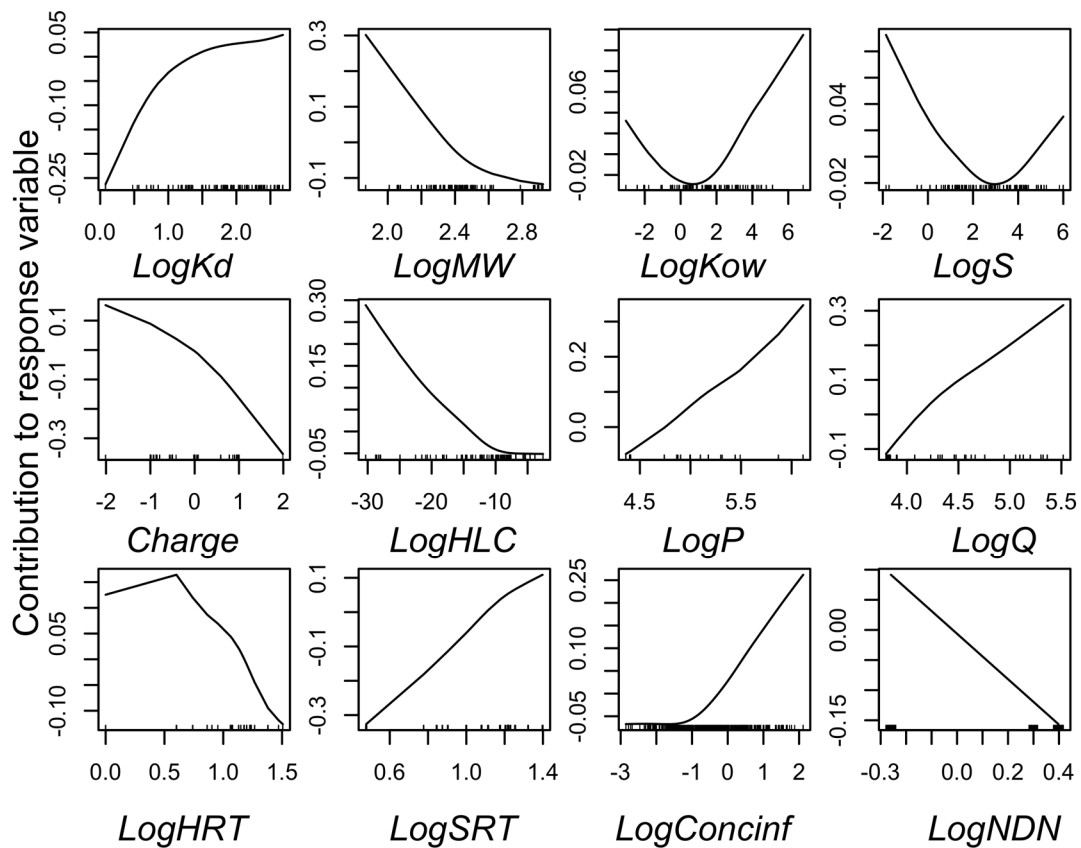 Contribution to response variable
0.05
-0.10
-0.25
0.0 1.0 2.0
LogKd
0.3
0.1
-0.1
2.0 2.4 2.8
LogMW
0.06
-0.02
-2 0 2 4 6
LogKow
0.04
-0.02
-2 0 2 4 6
LogS
0.1
-0.1
-0.3
-2 -1 0 1 2
Charge
0.30
0.15
-0.05
-30 -20 -10
LogHLC
0.2
0.0
4.5 5.5
LogP
0.3
0.1
-0.1
4.0 4.5 5.0 5.5
LogQ
0.05
-0.10
0.0 0.5 1.0 1.5
LogHRT
0.1
-0.1
-0.3
0.6 1.0 1.4
LogSRT
0.25
0.10
-0.05
-3 -1 0 1 2
LogConcinf
0.00
-0.15
-0.3 0.0 0.2 0.4
LogNDN